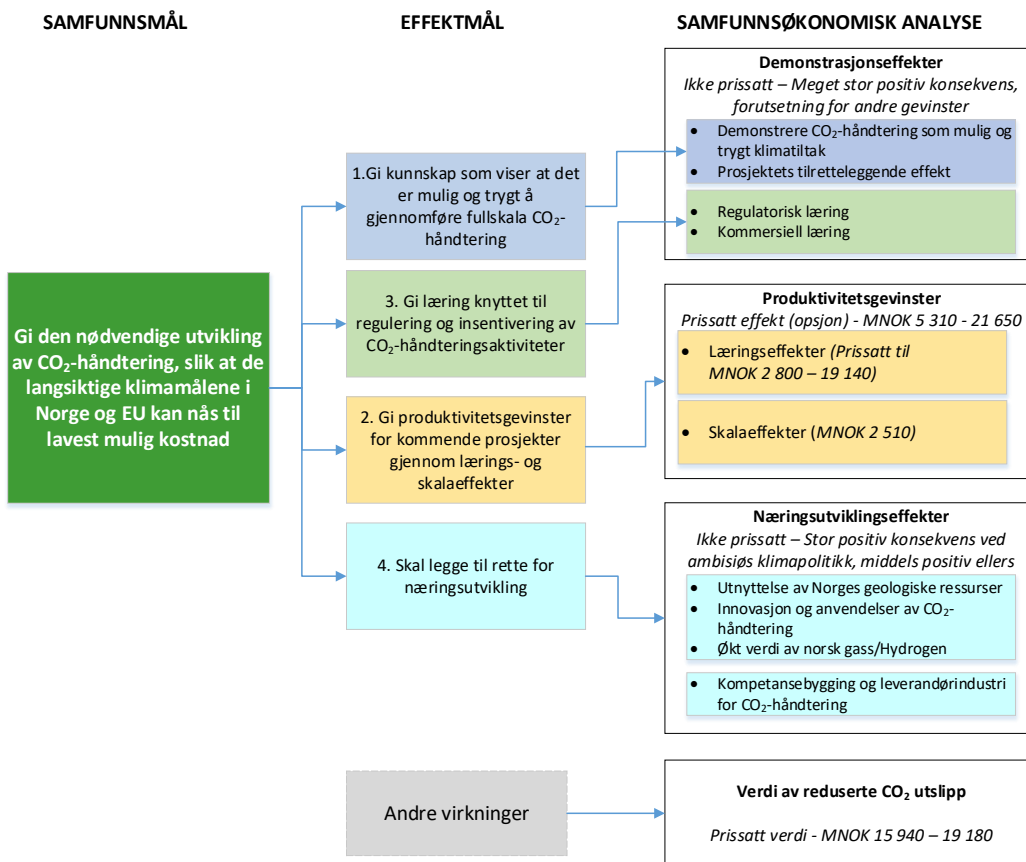 SAMFUNNSMÅL
EFFEKTMÅL
SAMFUNNSØKONOMISK ANALYSE
Gi den nødvendige utvikling
av CO₂-håndtering, slik at de
langsiktige klimamålene i
Norge og EU kan nås til
lavest mulig kostnad
1.Gi kunnskap som viser at det
er mulig og trygt å
gjennomføre fullskala CO₂-
håndtering
3. Gi læring knyttet til
regulering og insentivering av
CO₂-håndteringsaktiviteter
2. Gi produktivitetsgevinster
for kommende prosjekter
gjennom lærings- og
skalaeffekter
4. Skal legge til rette for
næringsutvikling
Andre virkninger
Demonstrasjonseffekter
Ikke prissatt – Meget stor positiv konsekvens,
forutsetning for andre gevinster
• Demonstrere CO₂-håndtering som mulig og
trygt klimatiltak
• Prosjektets tilretteleggende effekt
• Regulatorisk læring
• Kommersiell læring
Produktivitetsgevinster
Prissatt effekt (opsjon) - MNOK 5 310 - 21 650
• Læringseffekter (Prissatt til
MNOK 2 800 – 19 140)
• Skalaeffekter (MNOK 2 510)
Næringsutviklingseffekter
Ikke prissatt – Stor positiv konsekvens ved
ambisiøs klimapolitikk, middels positiv ellers
• Utnyttelse av Norges geologiske ressurser
• Innovasjon og anvendelser av CO₂-
håndtering
• Økt verdi av norsk gass/Hydrogen
• Kompetansebygging og leverandørindustri
for CO₂-håndtering
Verdi av reduserte CO₂ utslipp
Prissatt verdi - MNOK 15 940 – 19 180